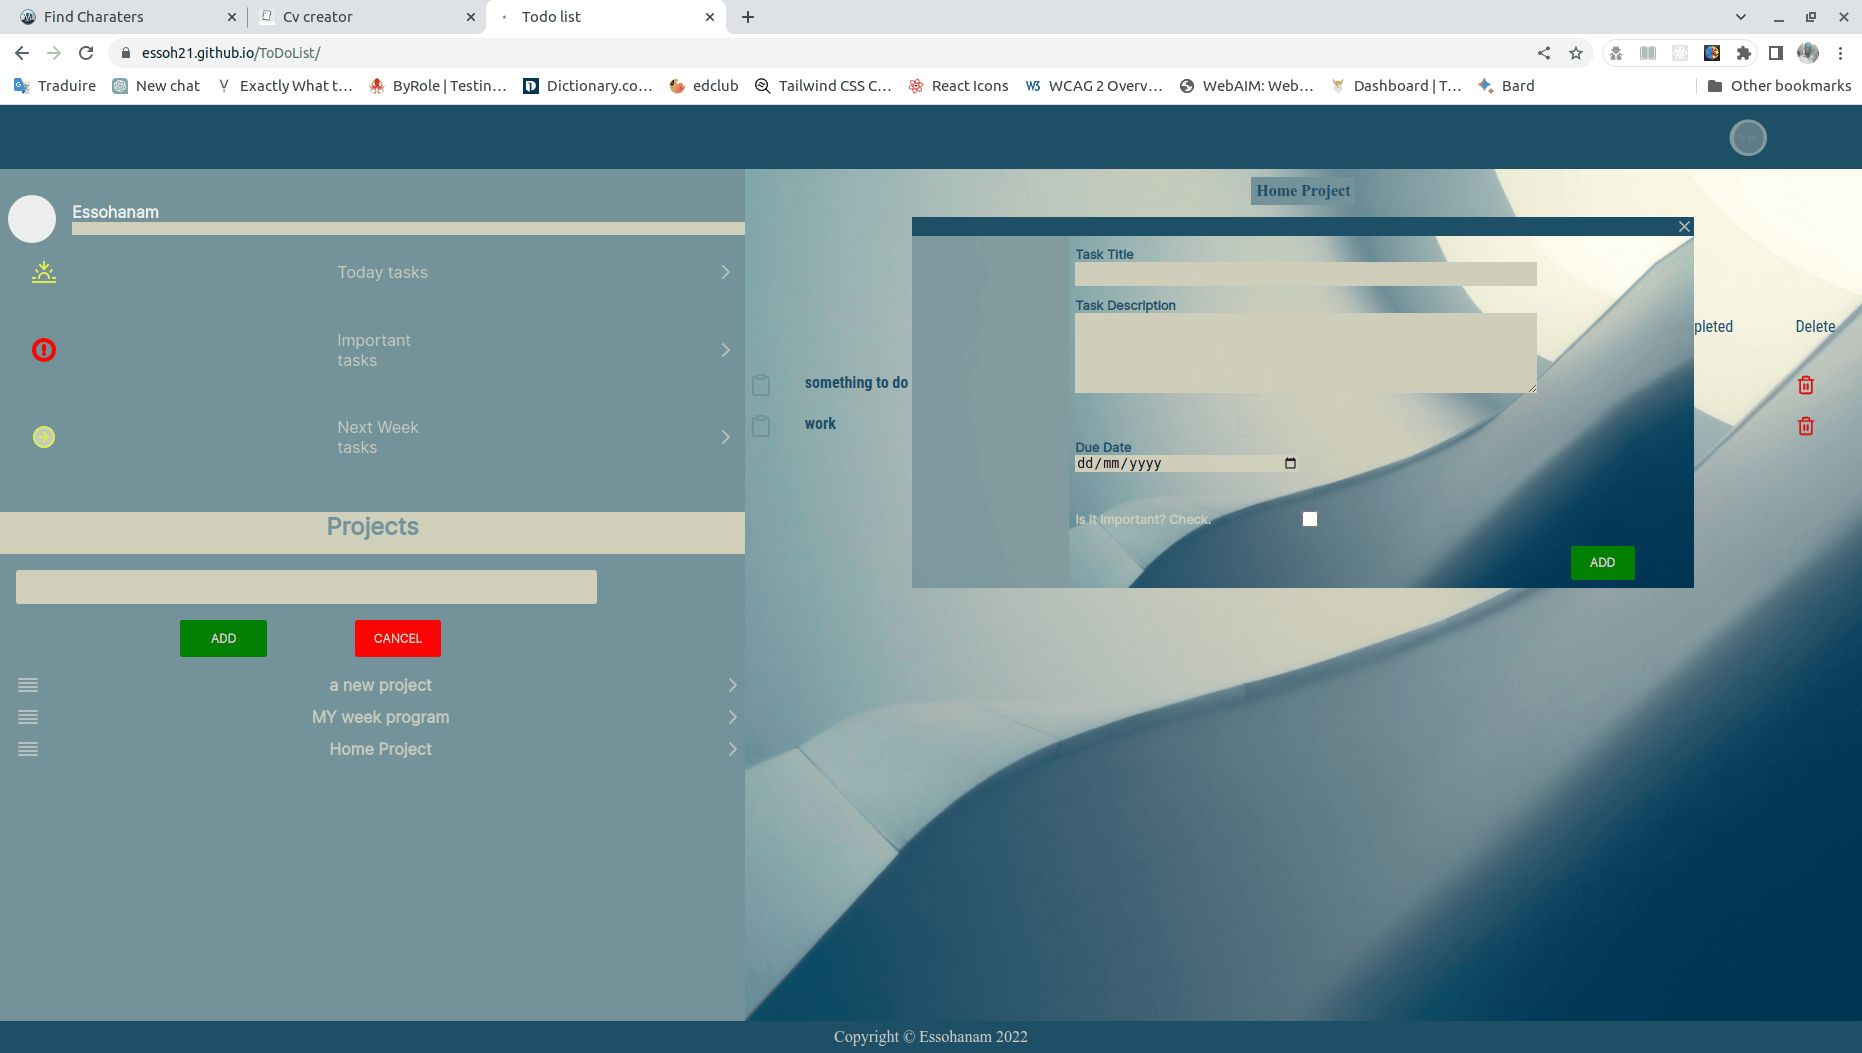 Find Charaters
Cv creator
Todo list
essoh21.github.io/ToDoList/
Traduire
New chat
Exactly What t...
ByRole | Testin...
Dictionary.co...
edclub
Tailwind CSS C...
React Icons
W3 WCAG 2 Overv...
WebAIM: Web...
Dashboard | T...
Bard
Other bookmarks
Essohanam
Today tasks
Important
tasks
Next Week
tasks
Projects
ADD
CANCEL
a new project
MY week program
Home Project
Home Project
Task Title
Task Description
Due Date
dd/mm/yyyy
Is it important? Check.
ADD
pleted
Delete
something to do
work
Copyright © Essohanam 2022